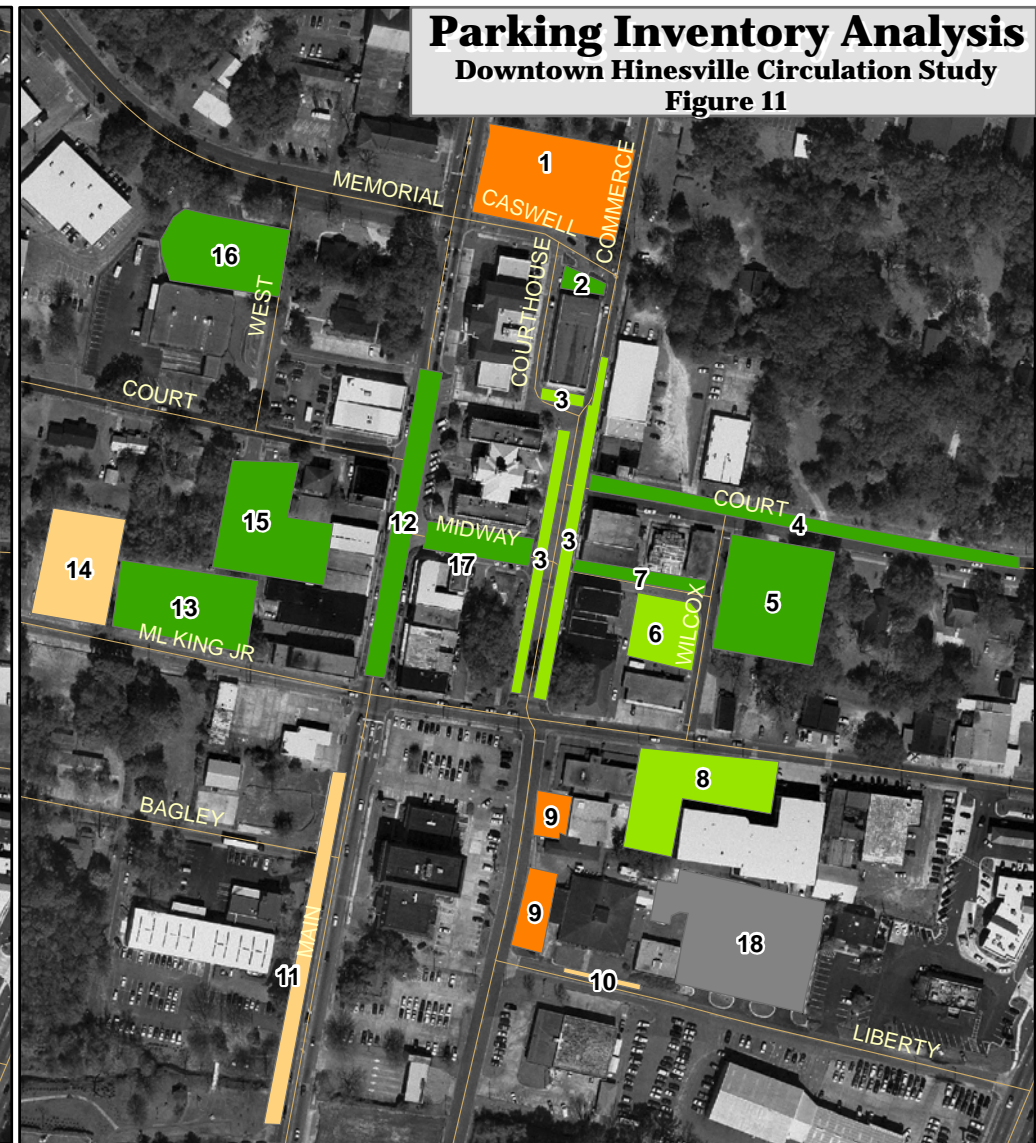 Parking Inventory Analysis
Downtown Hinesville Circulation Study
Figure 11
1
MEMORIAL
CASWELL
COMMERCE
16
WEST
COURTHOUSE
2
COURT
3
COURT
4
12
MIDWAY
3
3
15
17
7
14
13
5
6
WILCOX
ML KING JR
8
BAGLEY
9
MAIN
9
18
11
10
LIBERTY